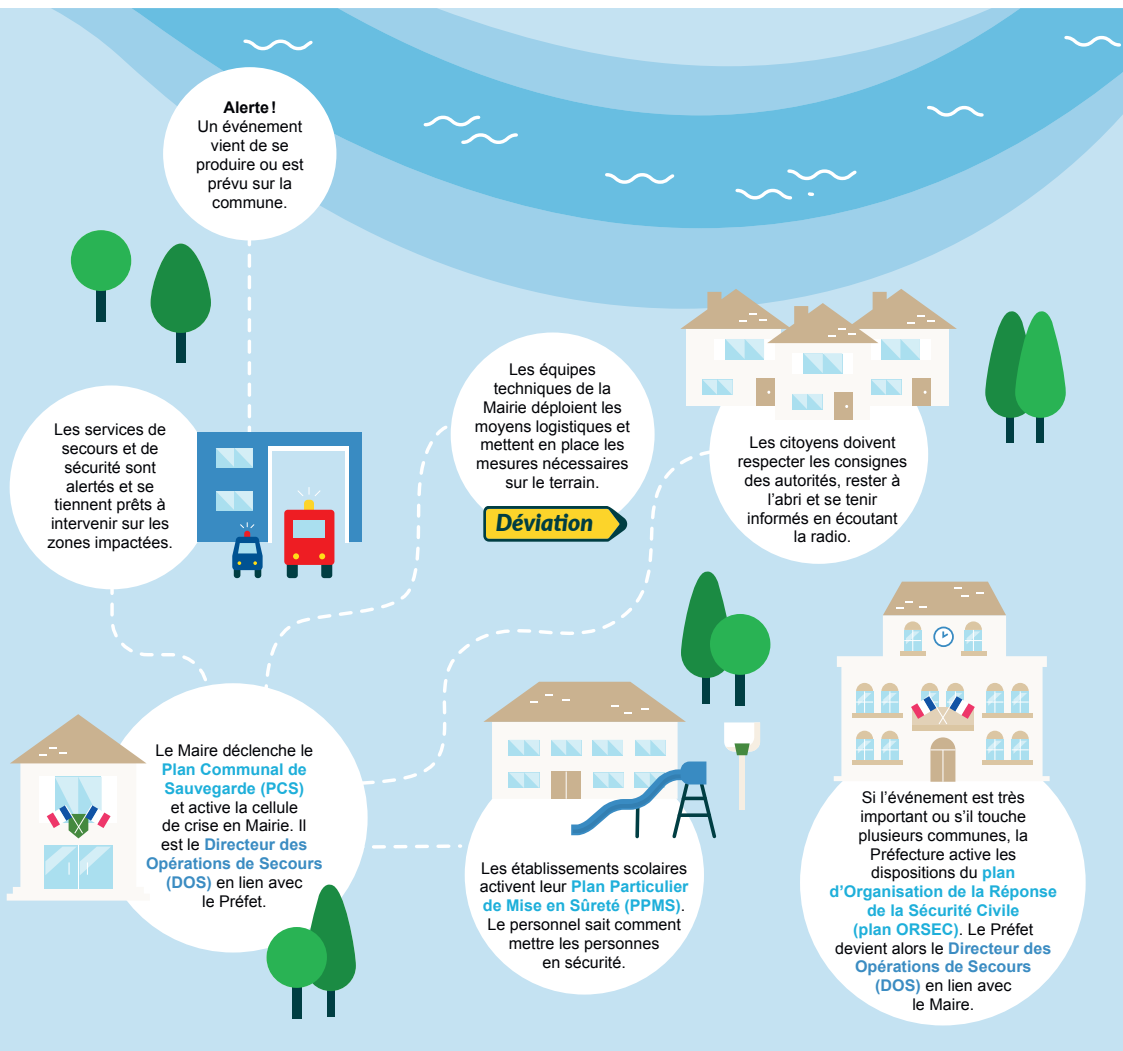 Alerte !
Un événement
vient de se
produire ou est
prévu sur la
commune.
Les services de
secours et de
sécurité sont
alertés et se
tiennent prêts à
intervenir sur les
zones impactées.
Les équipes
techniques de la
Mairie déploient les
moyens logistiques et
mettent en place les
mesures nécessaires
sur le terrain.
Déviation
Les citoyens doivent
respecter les consignes
des autorités, rester à
l’abri et se tenir
informés en écoutant
la radio.
Le Maire déclenche le
Plan Communal de
Sauvegarde (PCS)
et active la cellule
de crise en Mairie. Il
est le Directeur des
Opérations de Secours
(DOS) en lien avec
le Préfet.
Les établissements scolaires
activent leur Plan Particulier
de Mise en Sûreté (PPMS).
Le personnel sait comment
mettre les personnes
en sécurité.
Si l’événement est très
important ou s’il touche
plusieurs communes, la
Préfecture active les
dispositions du plan
d’Organisation de la Réponse
de la Sécurité Civile
(plan ORSEC). Le Préfet
devient alors le Directeur des
Opérations de Secours
(DOS) en lien avec
le Maire.